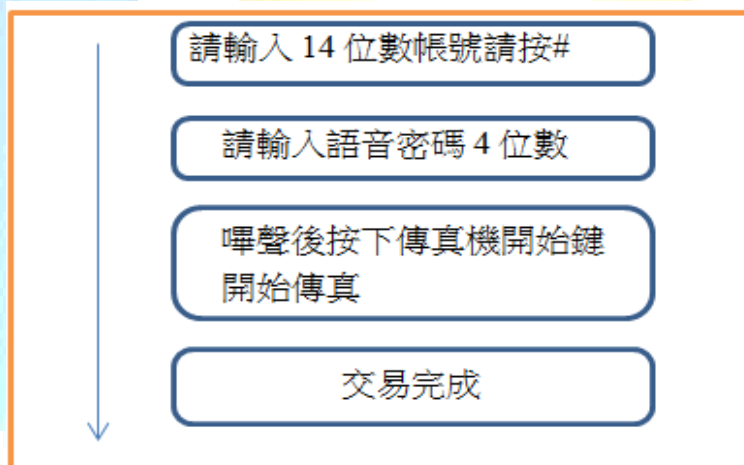 請輸入 14 位數帳號請按#
請輸入語音密碼 4 位數
嗶聲後按下傳真機開始鍵
開始傳真
交易完成